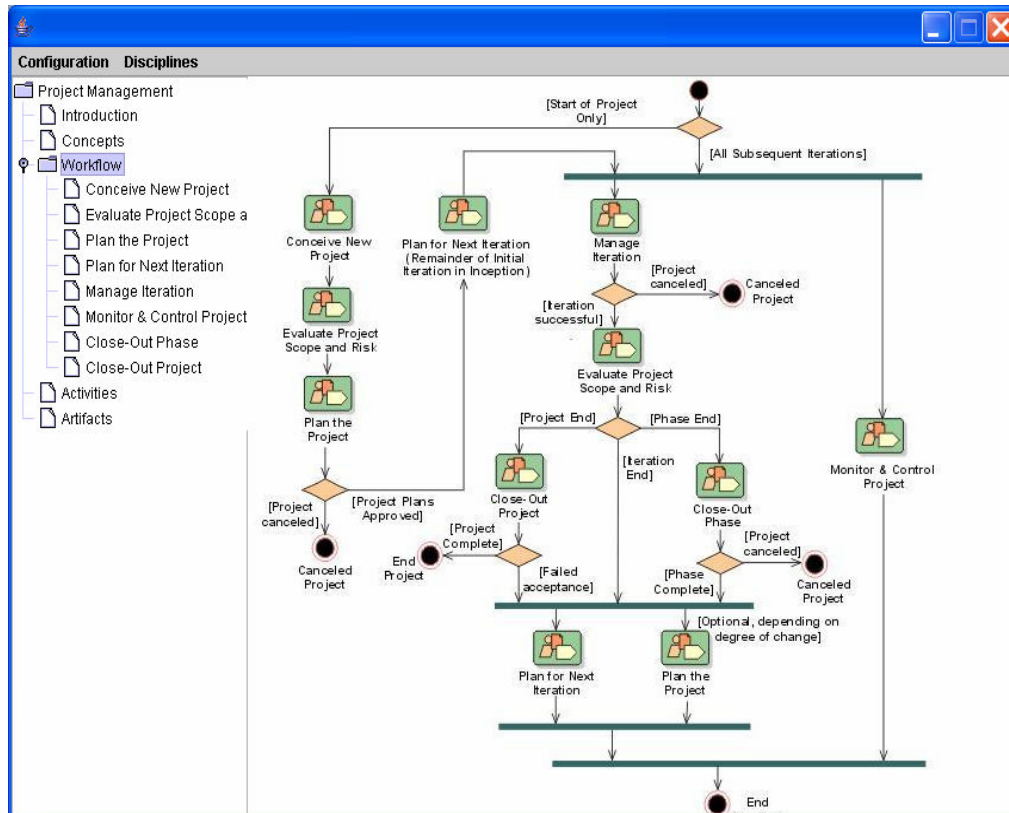 Configuration Disciplines
Project Management
Introduction
Concepts
Workflow
Conceive New Project
Evaluate Project Scope a
Plan the Project
Plan for Next Iteration
Manage Iteration
Monitor & Control Project
Close-Out Phase
Close-Out Project
Activities
Artifacts
[Start of Project
Only]
[All Subsequent Iterations]
Conceive New
Project
Plan for Next Iteration
(Remainder of Initial
Iteration in Inception)
Manage
Iteration
[Project
canceled]
Canceled
Project
[Iteration
successful]
Evaluate Project
Scope and Risk
Evaluate Project
Scope and Risk
Plan the
Project
[Project End]
[Phase End]
[Iteration
End]
Monitor & Control
Project
[Project
canceled]
[Project Plans
Approved]
Canceled
Project
Close-Out
Project
Close-Out
Phase
[Project
Complete]
End
Project
[Failed
acceptance]
[Project
canceled]
[Phase
Complete]
Canceled
Project
[Optional, depending on
degree of change]
Plan for Next
Iteration
Plan the
Project
End